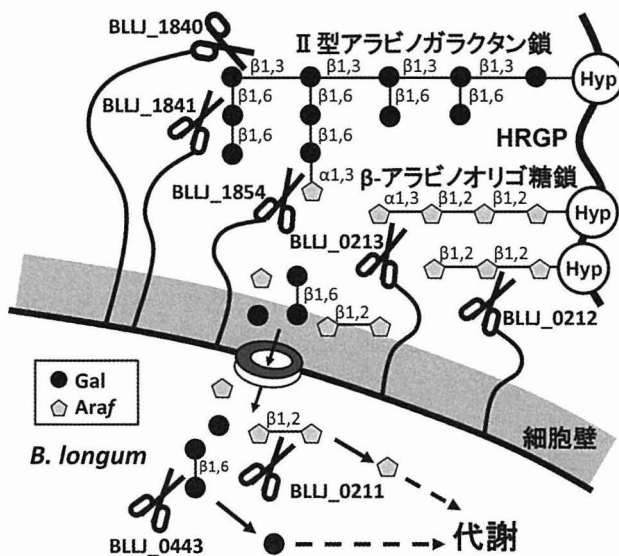 BLLJ_1840
II型アラビノガラクタン鎖
β1,3 β1,3 β1,3 β1,3
Hyp
BLLJ_1841
β1,6 β1,6 β1,6 β1,6
β1,6 β1,6
HRGP
BLLJ_1854
α1,3
β-アラビノオリゴ糖鎖
α1,3 β1,2 β1,2
Hyp
BLLJ_0213
β1,2 β1,2
Hyp
β1,6
β1,2
BLLJ_0212
Gal
Araf
細胞壁
B. longum
β1,2
β1,6
BLLJ_0211
BLLJ_0443
代謝